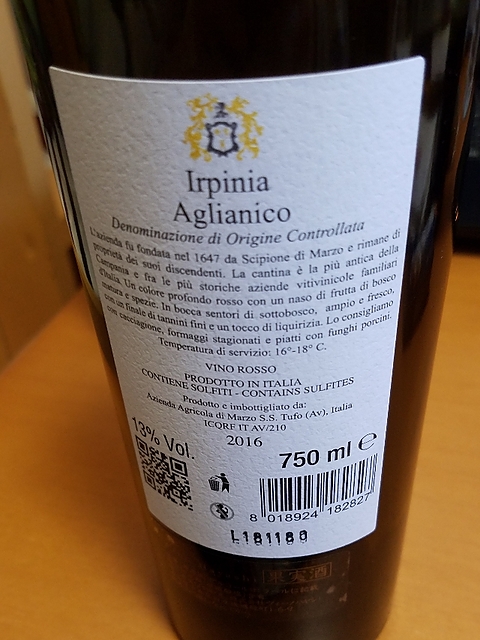 Irpinia
Aglianico
Denominazione di Origine Controllata
L'azienda fu fondata nel 1647 da Scipione di Marzo e rimane di
proprietà dei suoi discendenti. La cantina è la più antica della
Campania e fra le più storiche aziende vitivinicole familiari
d'Italia. Un colore profondo rosso con un naso di frutta di bosco
matura e spezie. In bocca sentori di sottobosco, ampio e fresco,
con un finale di tannini fini e un tocco di liquirizia. Lo consigliamo
con cacciagione, formaggi stagionati e piatti con funghi porcini.
Temperatura di servizio: 16°-18° C.
VINO ROSSO
PRODOTTO IN ITALIA
CONTIENE SOLFITI - CONTAINS SULFITES
Prodotto e imbottigliato da:
Azienda Agricola di Marzo S.S. Tufo (Av), Italia
ICQRF IT AV/210
2016
13% Vol.
750 ml e
8 018924 182827
L181180
果実酒